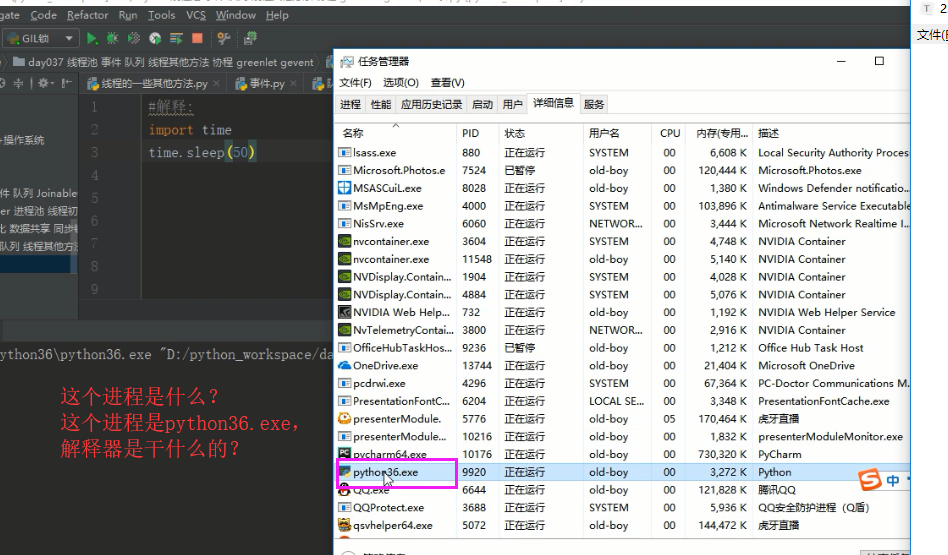 gate Code Refactor Run Tools VCS Window Help
GIL锁
day037 线程池 事件 队列 线程其他方法 协程 greenlet gevent
线程的一些其他方法.py
事件.py
1 #解释:
2 import time
3 time.sleep(50)
4
5
6
7
8
9
操作系统
件 队列 Joinable
er 进程池 线程初
比 数据共享 同步
队列 线程其他方法
ython36\python36.exe "D:/python_workspace/da
这个进程是什么?
这个进程是python36.exe,
解释器是干什么的?
任务管理器
文件(F) 选项(O) 查看(V)
进程 性能 应用历史记录 启动 用户 详细信息 服务
名称 PID 状态 用户名 CPU 内存(专用... 描述
lsass.exe 880 正在运行 SYSTEM 00 6,608 K Local Security Authority Proces
Microsoft.Photos.e 7524 已暂停 old-boy 00 120,444 K Microsoft.Photos.exe
MSASCuiL.exe 8028 正在运行 old-boy 00 1,380 K Windows Defender notificatio...
MsMpEng.exe 4000 正在运行 SYSTEM 00 103,896 K Antimalware Service Executable
NisSrv.exe 6060 正在运行 NETWOR... 00 3,444 K Microsoft Network Realtime I...
nvcontainer.exe 3604 正在运行 SYSTEM 00 4,748 K NVIDIA Container
nvcontainer.exe 11548 正在运行 old-boy 00 5,140 K NVIDIA Container
NVDisplay.Contain... 1904 正在运行 SYSTEM 00 4,028 K NVIDIA Container
NVDisplay.Contain... 4884 正在运行 SYSTEM 00 5,076 K NVIDIA Container
NVIDIA Web Help... 732 正在运行 old-boy 00 1,192 K NVIDIA Web Helper Service
NvTelemetryContai... 3800 正在运行 NETWOR... 00 2,916 K NVIDIA Container
OfficeHubTaskHos... 9236 已暂停 old-boy 00 1,212 K Office Hub Task Host
OneDrive.exe 13744 正在运行 old-boy 00 21,404 K Microsoft OneDrive
pcdrwi.exe 4296 正在运行 SYSTEM 00 67,364 K PC-Doctor Communications M...
PresentationFontC... 6204 正在运行 LOCAL SE... 00 3,348 K PresentationFontCache.exe
presenterModule. 5776 正在运行 old-boy 05 170,464 K 虎牙直播
presenterModule... 10216 正在运行 old-boy 00 1,832 K presenterModuleMonitor.exe
pycharm64.exe 10176 正在运行 old-boy 00 730,320 K PyCharm
python36.exe 9920 正在运行 old-boy 00 3,272 K Python
QQ.exe 6644 正在运行 old-boy 00 121,828 K 腾讯QQ
QQProtect.exe 3688 正在运行 SYSTEM 00 5,936 K QQ安全防护进程（Q盾）
qsvhelper64.exe 5072 正在运行 old-boy 00 144,472 K 虎牙直播
中
2
文件(